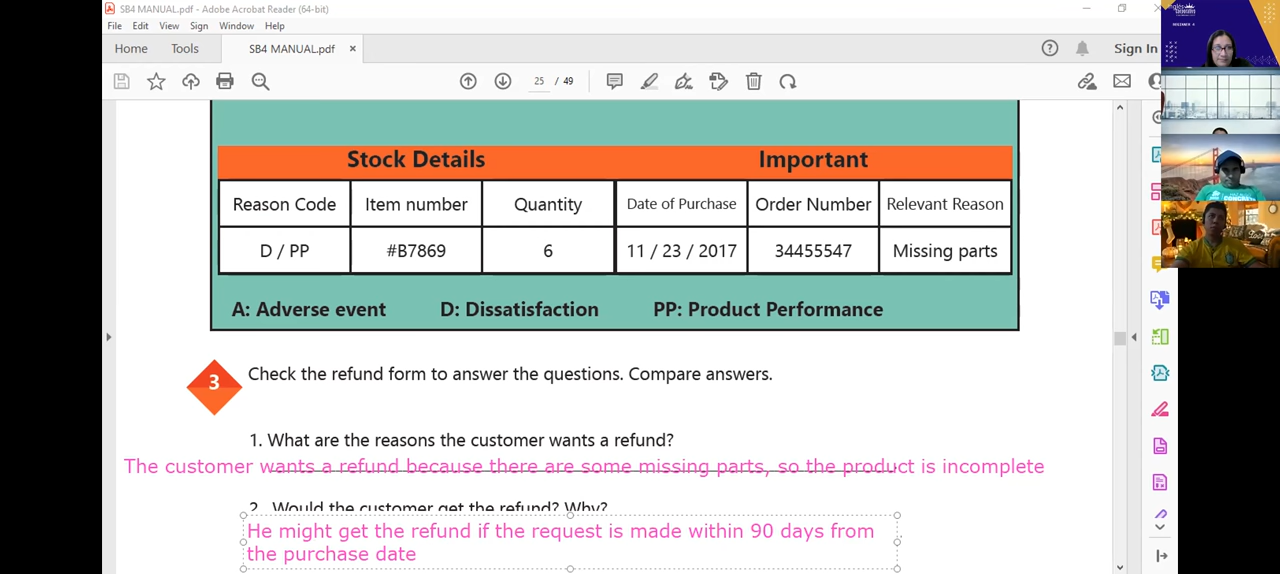 SB4 MANUAL.pdf - Adobe Acrobat Reader (64-bit)
File Edit View Sign Window Help
Home Tools SB4 MANUAL.pdf × Sign In
25 / 49
Stock Details Important
Reason Code Item number Quantity Date of Purchase Order Number Relevant Reason
D / PP #B7869 6 11 / 23 / 2017 34455547 Missing parts
A: Adverse event D: Dissatisfaction PP: Product Performance
3 Check the refund form to answer the questions. Compare answers.
1. What are the reasons the customer wants a refund?
The customer wants a refund because there are some missing parts, so the product is incomplete
2. Would the customer get the refund? Why?
He might get the refund if the request is made within 90 days from
the purchase date